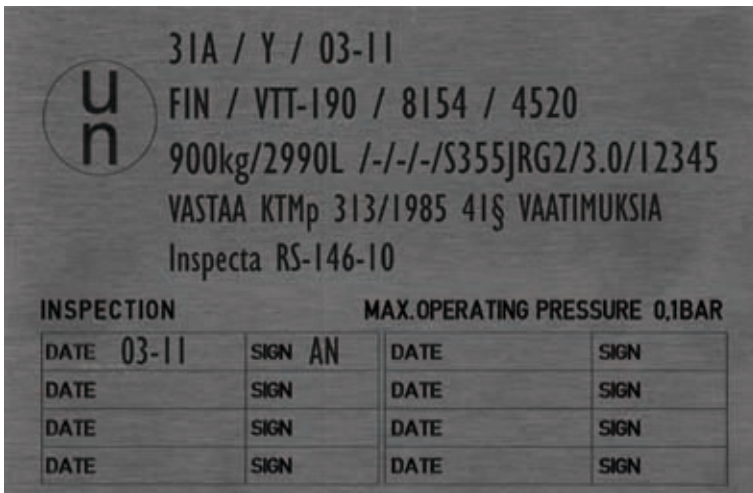 un
31A / Y / 03-11
FIN / VTT-190 / 8154 / 4520
900kg/2990L /-/-/-/S355JRG2/3.0/12345
VASTAA KTMp 313/1985 41§ VAATIMUKSIA
Inspecta RS-146-10
INSPECTION MAX.OPERATING PRESSURE 0,1BAR
DATE 03-11 SIGN AN DATE SIGN
DATE SIGN DATE SIGN
DATE SIGN DATE SIGN
DATE SIGN DATE SIGN